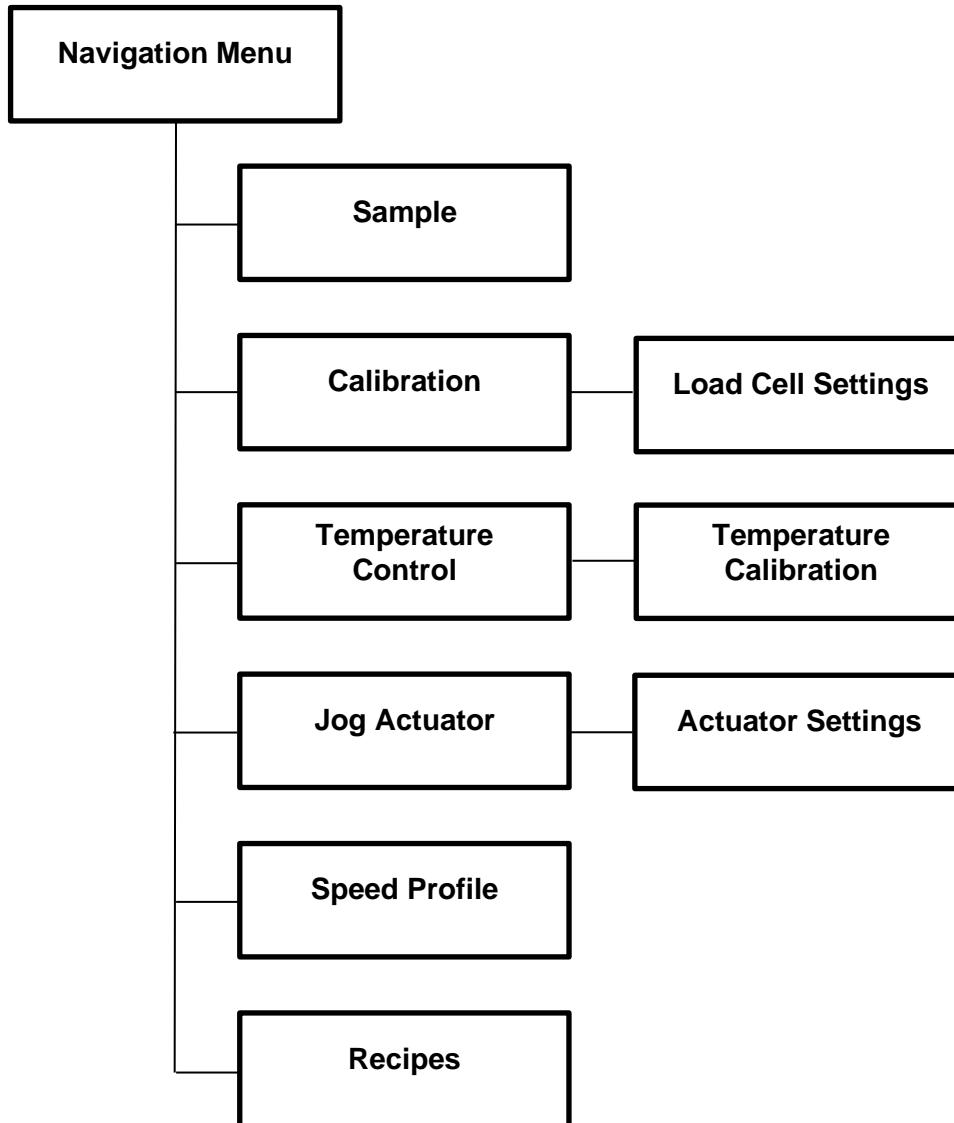 Navigation Menu
Sample
Calibration
Load Cell Settings
Temperature
Control
Temperature
Calibration
Jog Actuator
Actuator Settings
Speed Profile
Recipes